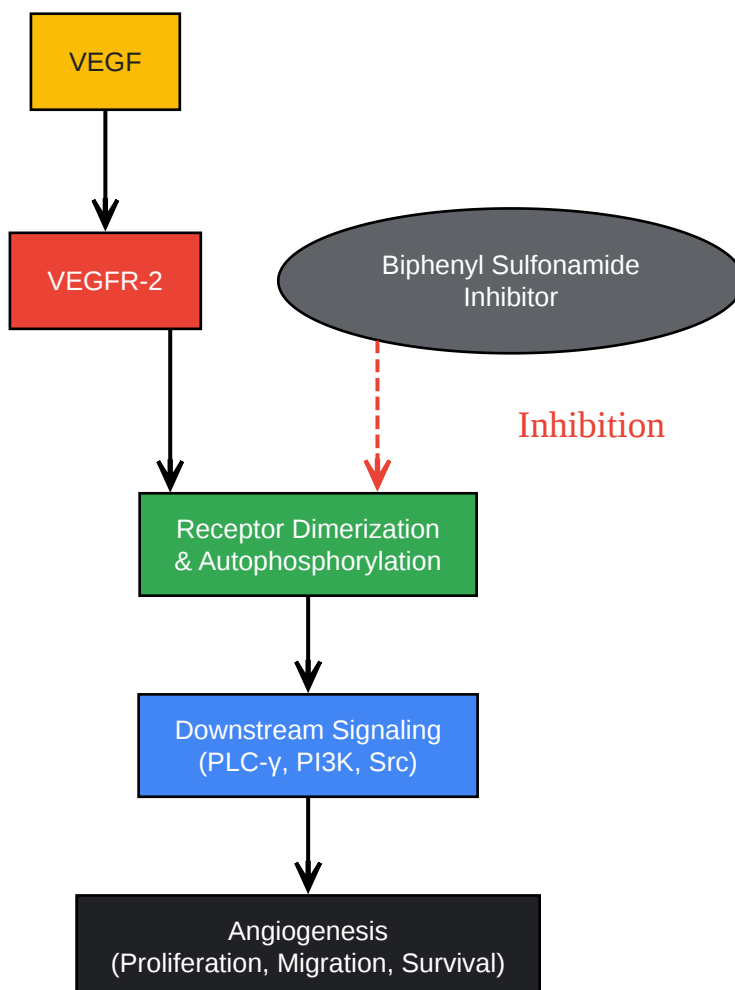 VEGF
VEGFR-2
Biphenyl Sulfonamide
Inhibitor
Inhibition
Receptor Dimerization
& Autophosphorylation
Downstream Signaling
(PLC-γ, PI3K, Src)
Angiogenesis
(Proliferation, Migration, Survival)